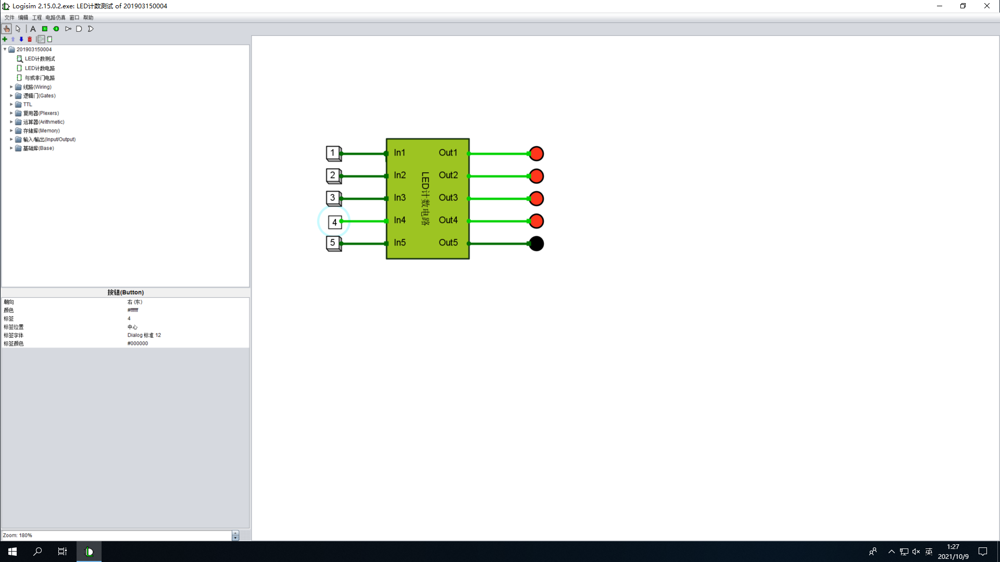 Logisim 2.15.0.2.exe: LED计数测试 of 201903150004
文件 编辑 工程 电路仿真 窗口 帮助
201903150004
LED计数测试
LED计数电路
与或非门电路
线路(Wiring)
逻辑门(Gates)
TTL
复用器(Plexers)
运算器(Arithmetic)
存储库(Memory)
输入/输出(Input/Output)
基础库(Base)
1 In1 Out1
2 In2 Out2
3 In3 Out3
4 In4 Out4
5 In5 Out5
LED计数电路
按钮(Button)
朝向 右 (东)
颜色 #ffffff
标签 4
标签位置 中心
标签字体 Dialog 标准 12
标签颜色 #000000
Zoom: 180%
英
1:27
2021/10/9